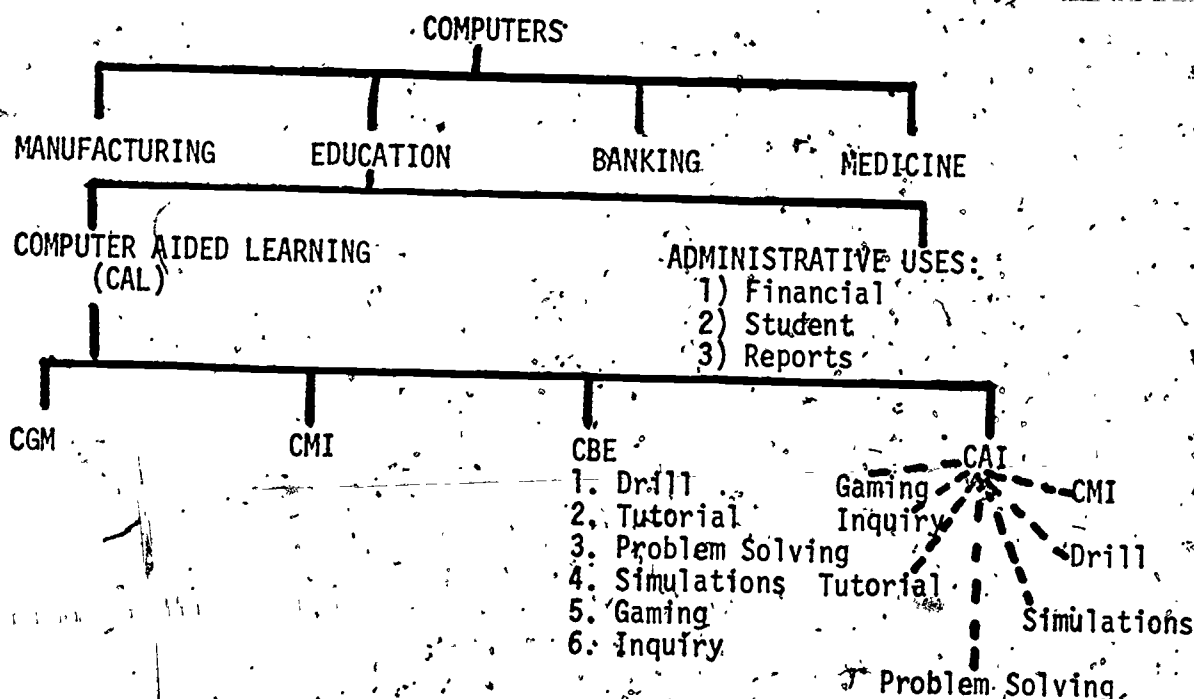 COMPUTERS
MANUFACTURING EDUCATION BANKING MEDICINE
COMPUTER AIDED LEARNING
(CAL)
ADMINISTRATIVE USES:
1) Financial
2) Student
3) Reports
CGM CMI CBE CAI
1. Drill
2. Tutorial
3. Problem Solving
4. Simulations
5. Gaming
6. Inquiry
Gaming
Inquiry
Tutorial
Problem Solving
Simulations
Drill
CMI